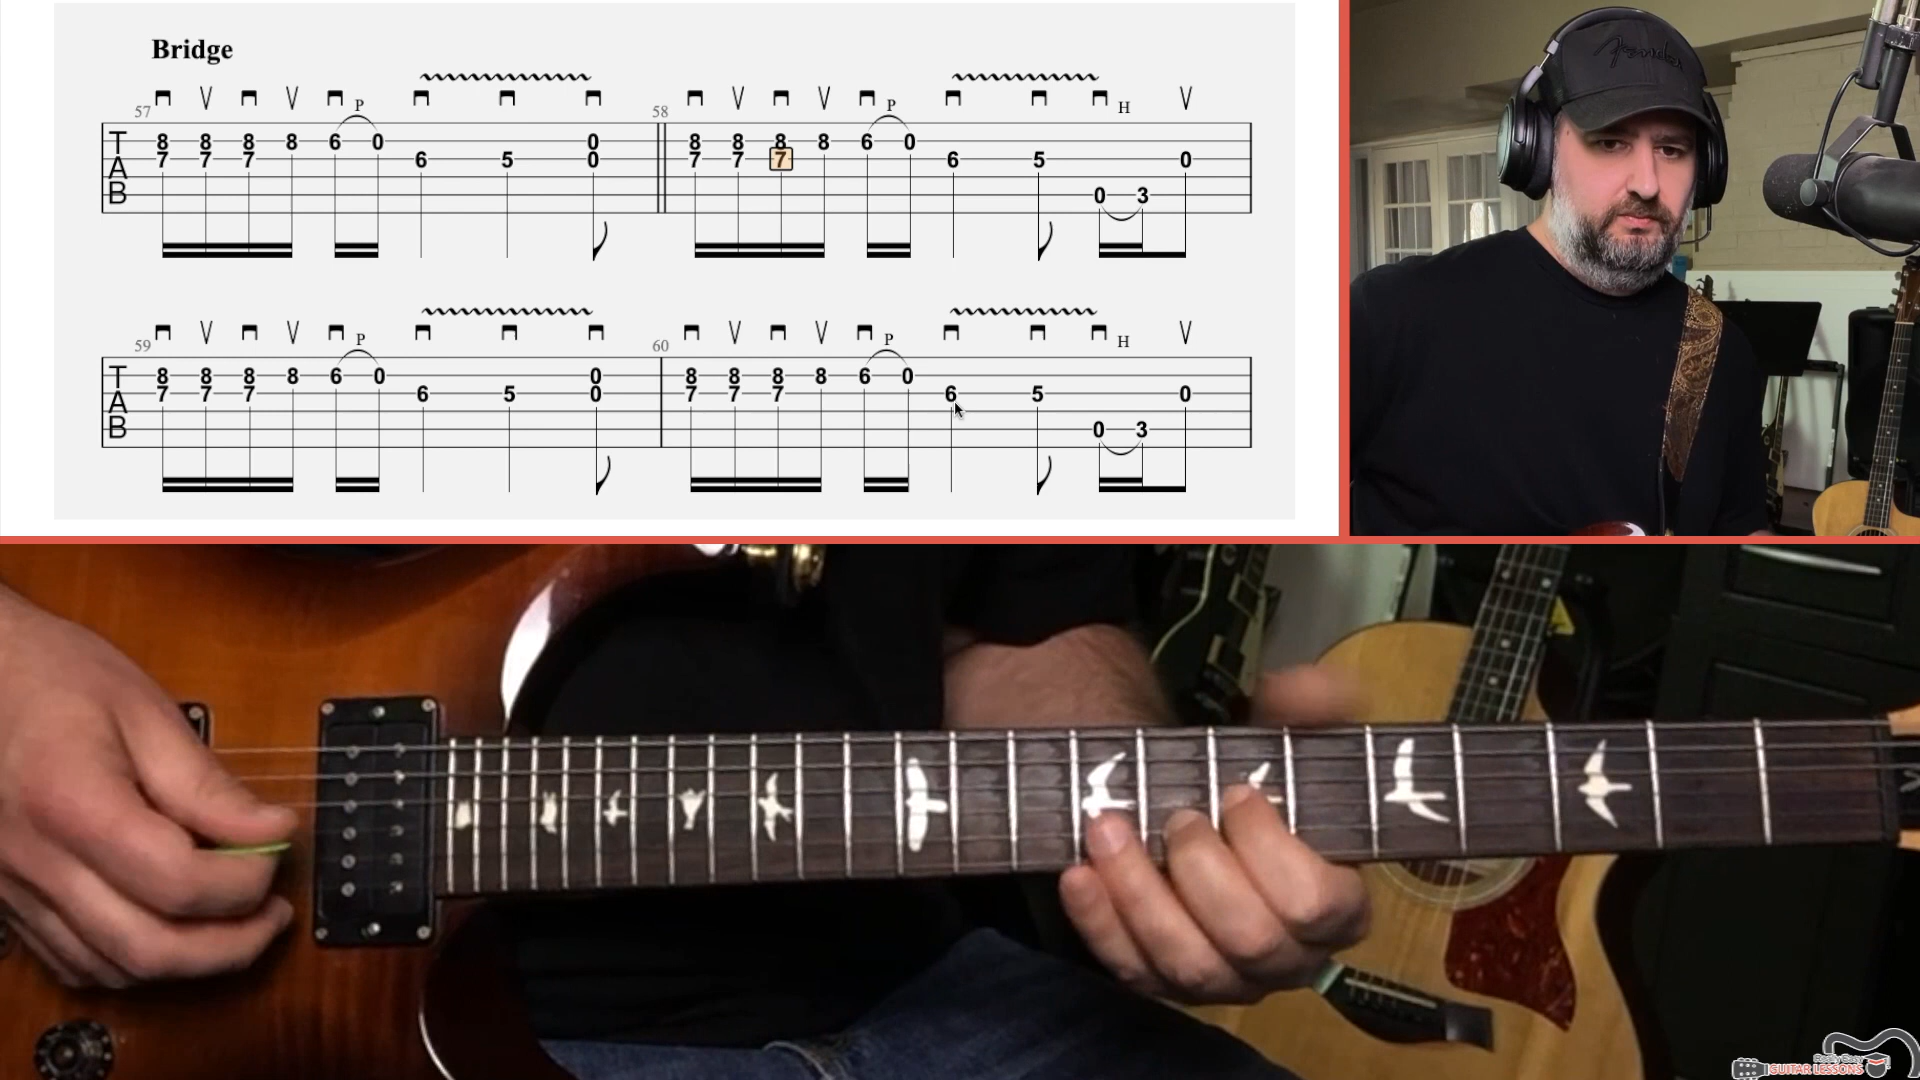 Bridge
P
57 58 P H
T 8 8 8 8 6 0 0 8 8 8 8 6 0
A 7 7 7 6 5 0 7 7 7 6 5 0
B 0 3
P P H
59 60
T 8 8 8 8 6 0 0 8 8 8 8 6 0
A 7 7 7 6 5 0 7 7 7 6 5 0
B 0 3
Fender
GUITAR LESSONS